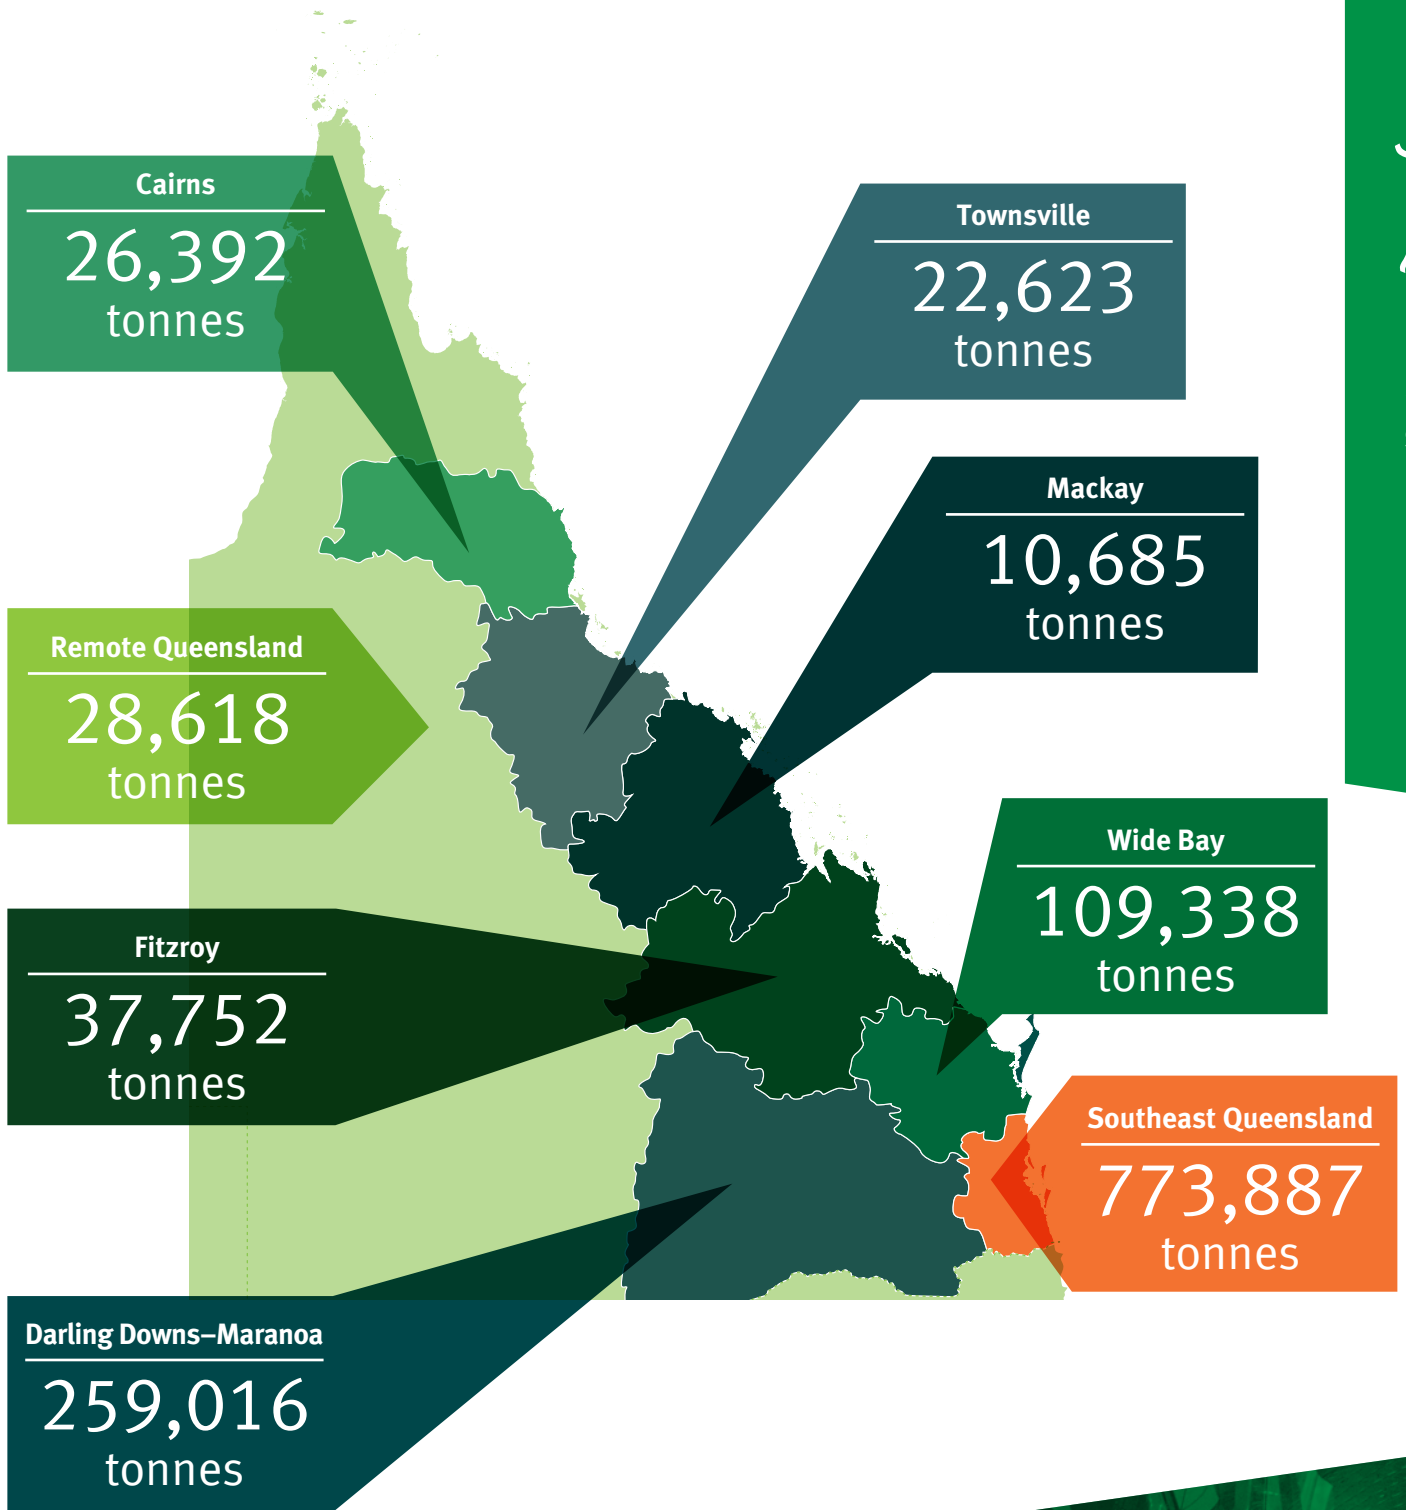 Cairns
26,392
tonnes
Townsville
22,623
tonnes
Mackay
10,685
tonnes
Remote Queensland
28,618
tonnes
Wide Bay
109,338
tonnes
Fitzroy
37,752
tonnes
Southeast Queensland
773,887
tonnes
Darling Downs–Maranoa
259,016
tonnes